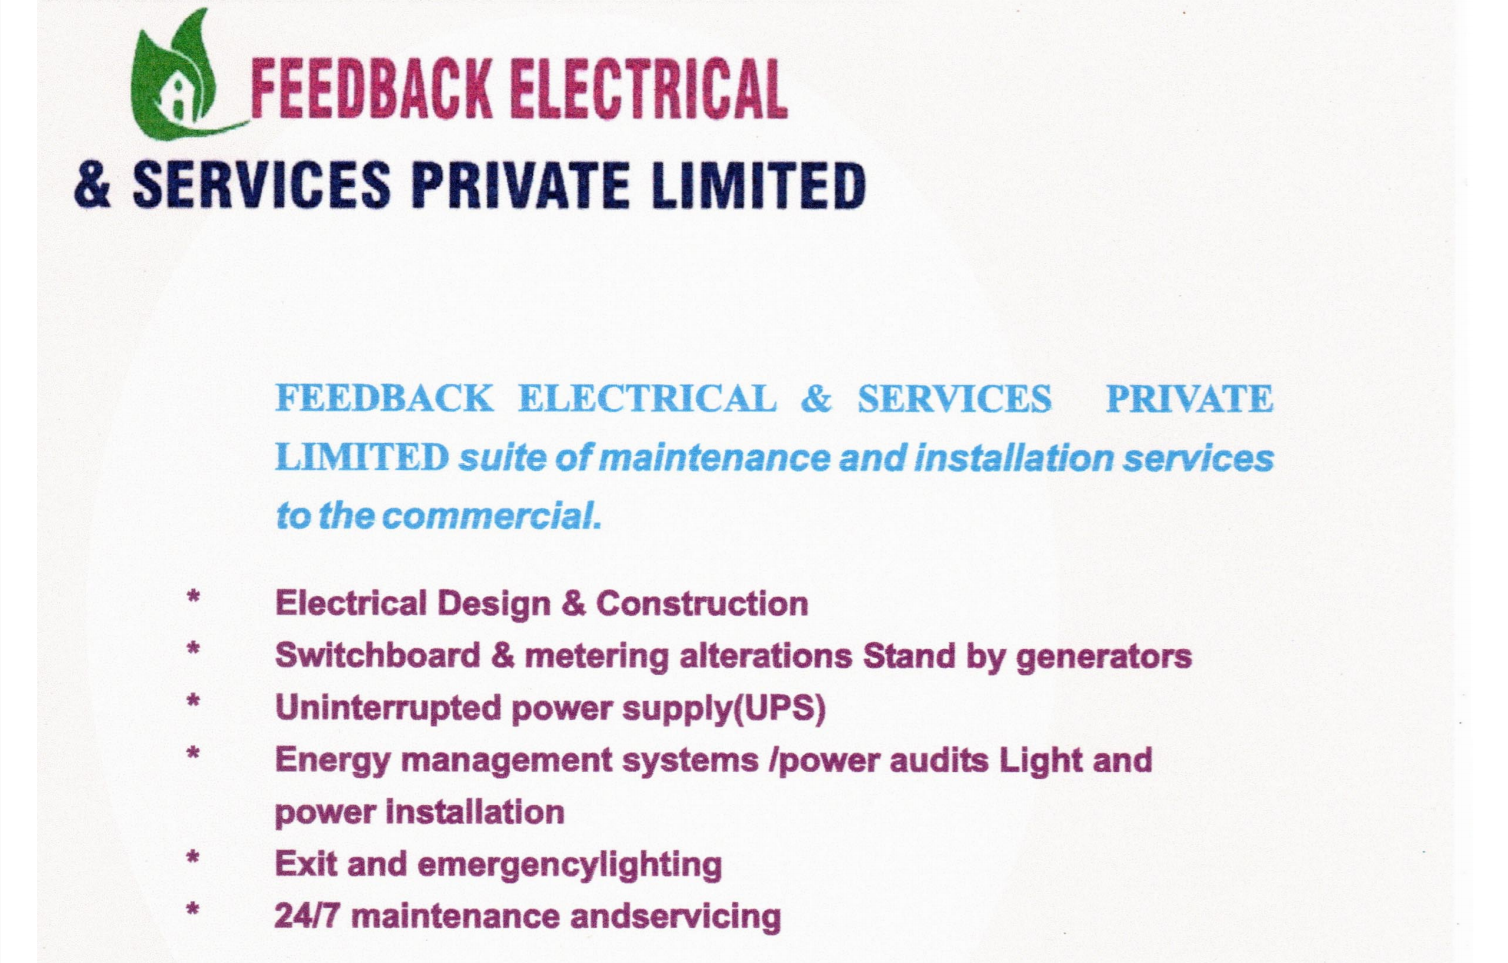 FEEDBACK ELECTRICAL
& SERVICES PRIVATE LIMITED
FEEDBACK ELECTRICAL & SERVICES PRIVATE
LIMITED suite of maintenance and installation services
to the commercial.
* Electrical Design & Construction
* Switchboard & metering alterations Stand by generators
* Uninterrupted power supply(UPS)
* Energy management systems /power audits Light and
power installation
* Exit and emergencylighting
* 24/7 maintenance andservicing